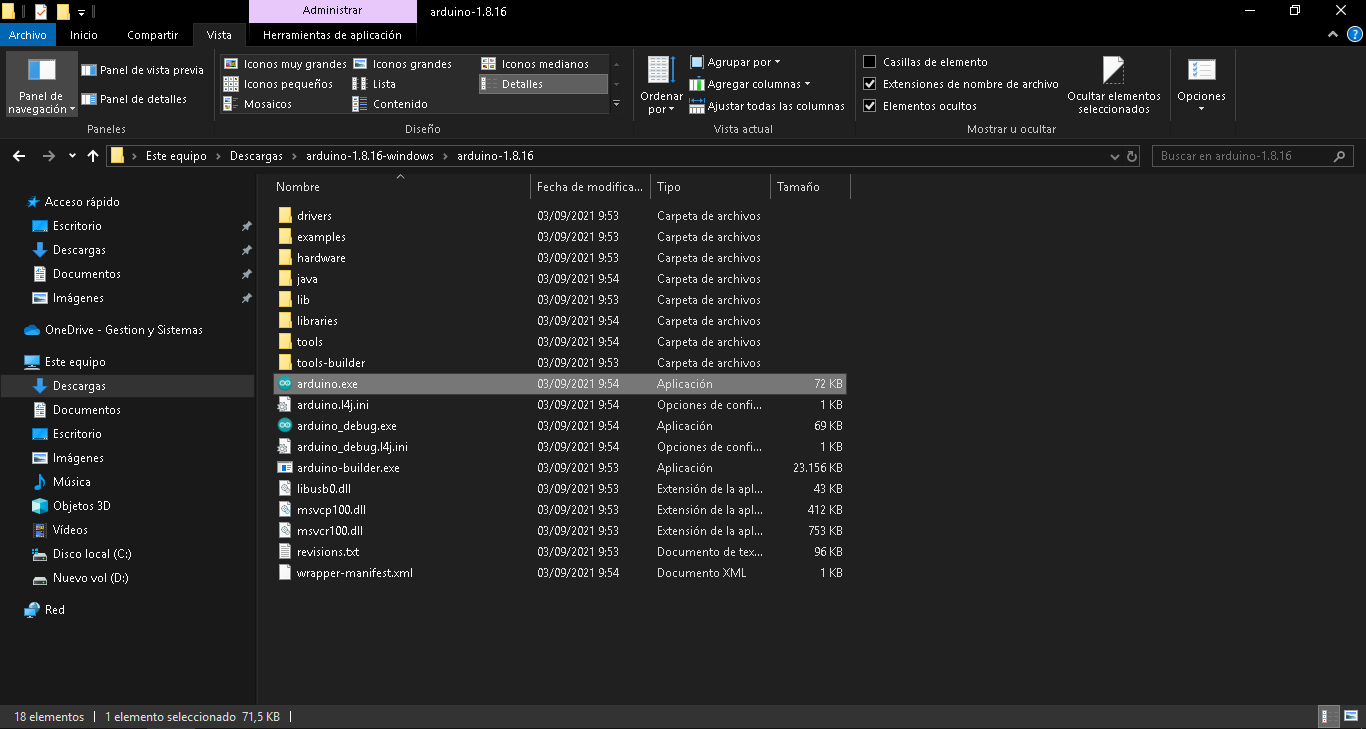 Administrar
arduino-1.8.16
Archivo
Inicio
Compartir
Vista
Herramientas de aplicación
Panel de navegación
Panel de vista previa
Panel de detalles
Paneles
Iconos muy grandes
Iconos grandes
Iconos medianos
Iconos pequeños
Lista
Detalles
Mosaicos
Contenido
Diseño
Ordenar por
Agrupar por
Agregar columnas
Ajustar todas las columnas
Vista actual
Casillas de elemento
Extensiones de nombre de archivo
Elementos ocultos
Ocultar elementos seleccionados
Mostrar u ocultar
Opciones
Este equipo > Descargas > arduino-1.8.16-windows > arduino-1.8.16
Buscar en arduino-1.8.16
Acceso rápido
Escritorio
Descargas
Documentos
Imágenes
OneDrive - Gestion y Sistemas
Este equipo
Descargas
Documentos
Escritorio
Imágenes
Música
Objetos 3D
Vídeos
Disco local (C:)
Nuevo vol (D:)
Red
Nombre Fecha de modifica... Tipo Tamaño
drivers 03/09/2021 9:53 Carpeta de archivos
examples 03/09/2021 9:53 Carpeta de archivos
hardware 03/09/2021 9:53 Carpeta de archivos
java 03/09/2021 9:54 Carpeta de archivos
lib 03/09/2021 9:53 Carpeta de archivos
libraries 03/09/2021 9:54 Carpeta de archivos
tools 03/09/2021 9:54 Carpeta de archivos
tools-builder 03/09/2021 9:53 Carpeta de archivos
arduino.exe 03/09/2021 9:54 Aplicación 72 KB
arduino.l4j.ini 03/09/2021 9:54 Opciones de confi... 1 KB
arduino_debug.exe 03/09/2021 9:54 Aplicación 69 KB
arduino_debug.l4j.ini 03/09/2021 9:54 Opciones de confi... 1 KB
arduino-builder.exe 03/09/2021 9:53 Aplicación 23.156 KB
libusb0.dll 03/09/2021 9:53 Extensión de la apl... 43 KB
msvcp100.dll 03/09/2021 9:53 Extensión de la apl... 412 KB
msvcr100.dll 03/09/2021 9:53 Extensión de la apl... 753 KB
revisions.txt 03/09/2021 9:53 Documento de tex... 96 KB
wrapper-manifest.xml 03/09/2021 9:54 Documento XML 1 KB
18 elementos | 1 elemento seleccionado 71,5 KB |